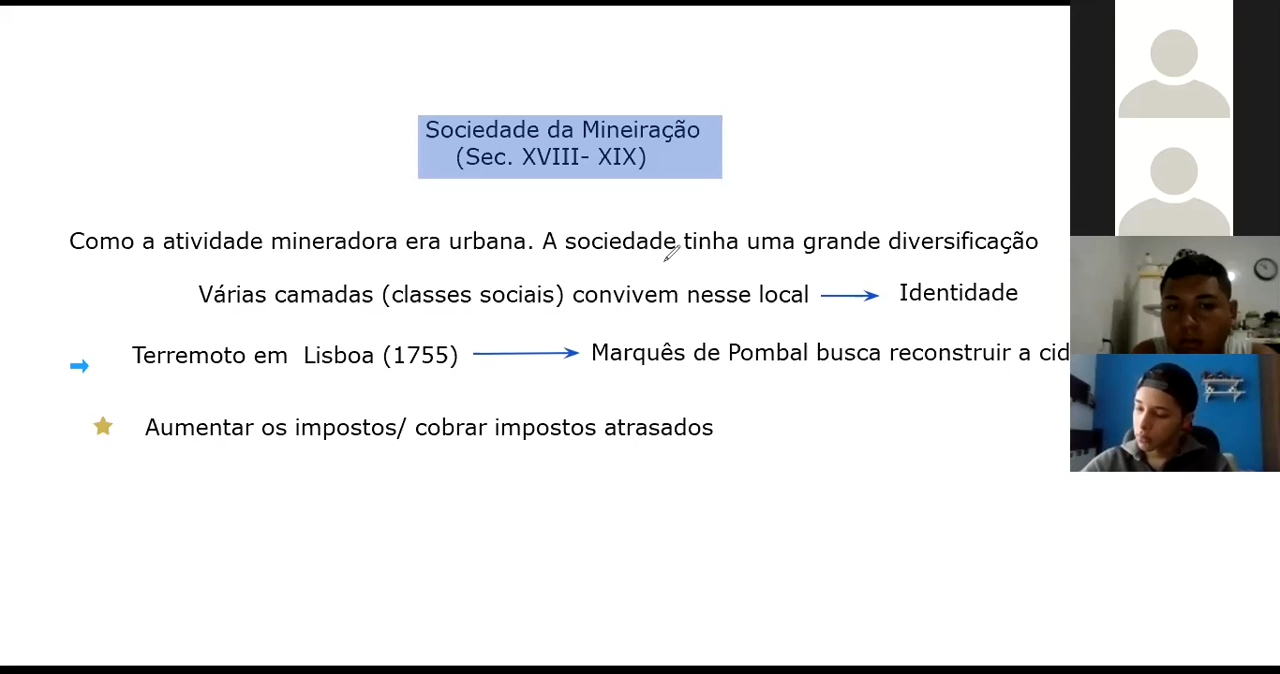 Sociedade da Mineiração
(Sec. XVIII- XIX)
Como a atividade mineradora era urbana. A sociedade tinha uma grande diversificação
Várias camadas (classes sociais) convivem nesse local
Identidade
Terremoto em Lisboa (1755)
Marquês de Pombal busca reconstruir a cid
Aumentar os impostos/ cobrar impostos atrasados